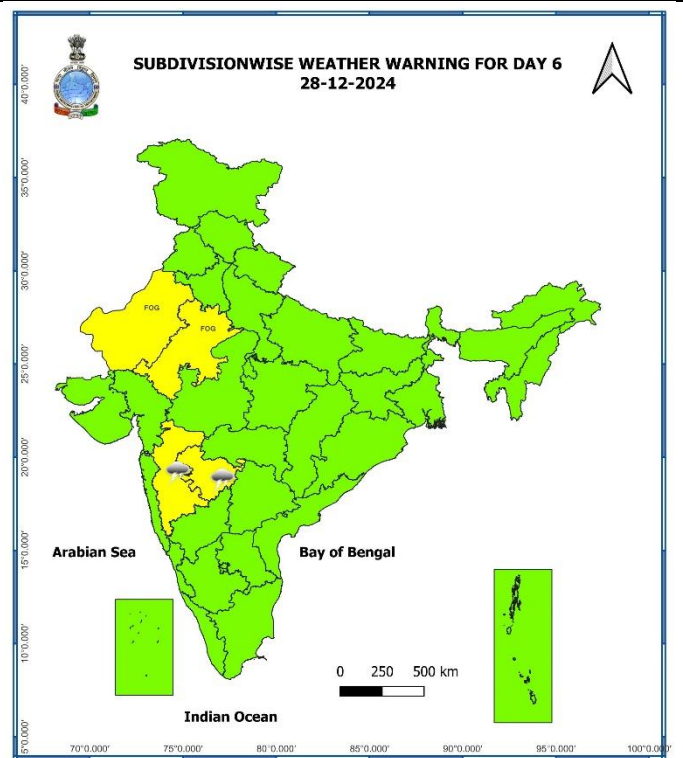 SUBDIVISIONWISE WEATHER WARNING FOR DAY 6
28-12-2024
40°0.000'
35°0.000'
30°0.000'
FOG
FOG
25°0.000'
20°0.000'
15°0.000'
Arabian Sea
Bay of Bengal
10°0.000'
0 250 500 km
Indian Ocean
5°0.000'
70°0.000' 75°0.000' 80°0.000' 85°0.000' 90°0.000' 95°0.000' 100°0.000'